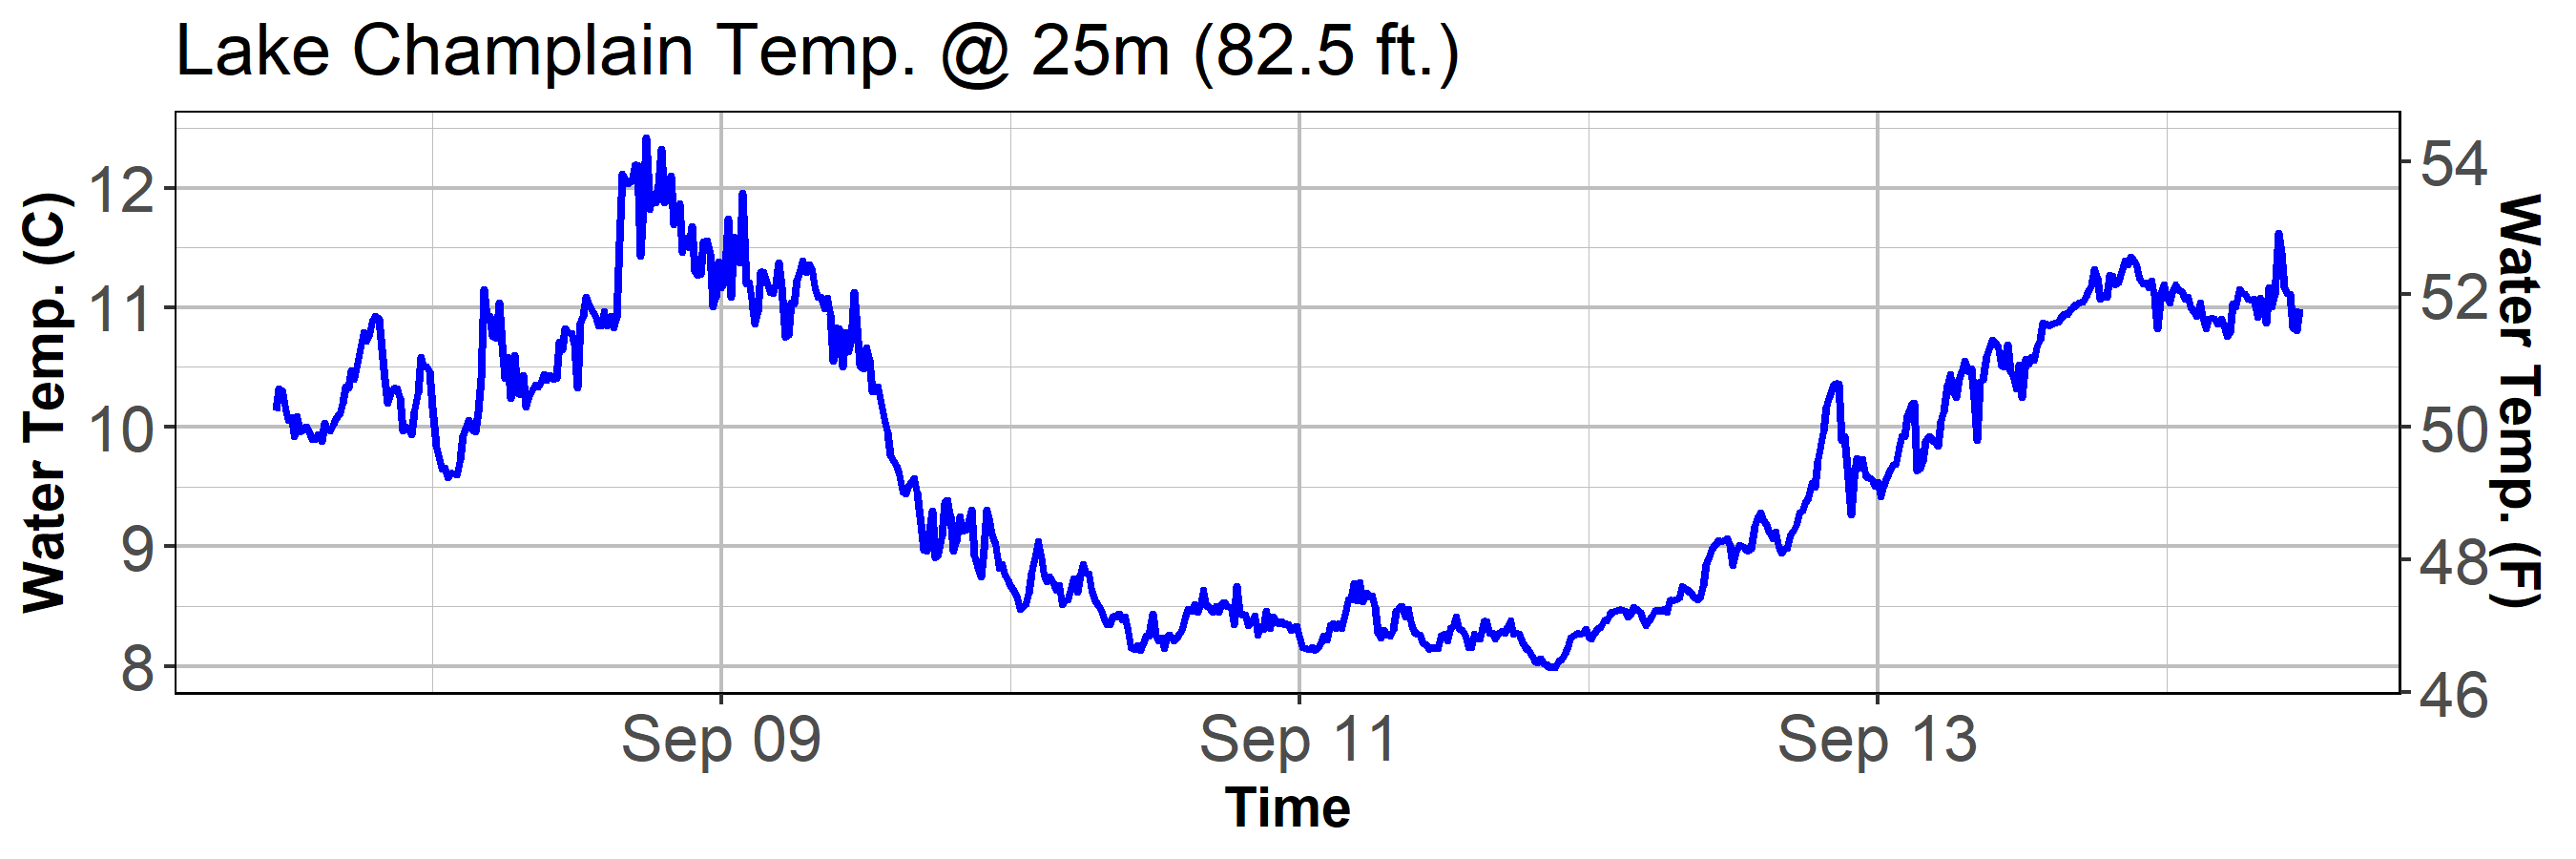 Lake Champlain Temp. @ 25m (82.5 ft.)
Water Temp. (C)
12
11
10
9
8
54
52
50
48
46
Water Temp. (F)
Sep 09
Sep 11
Sep 13
Time